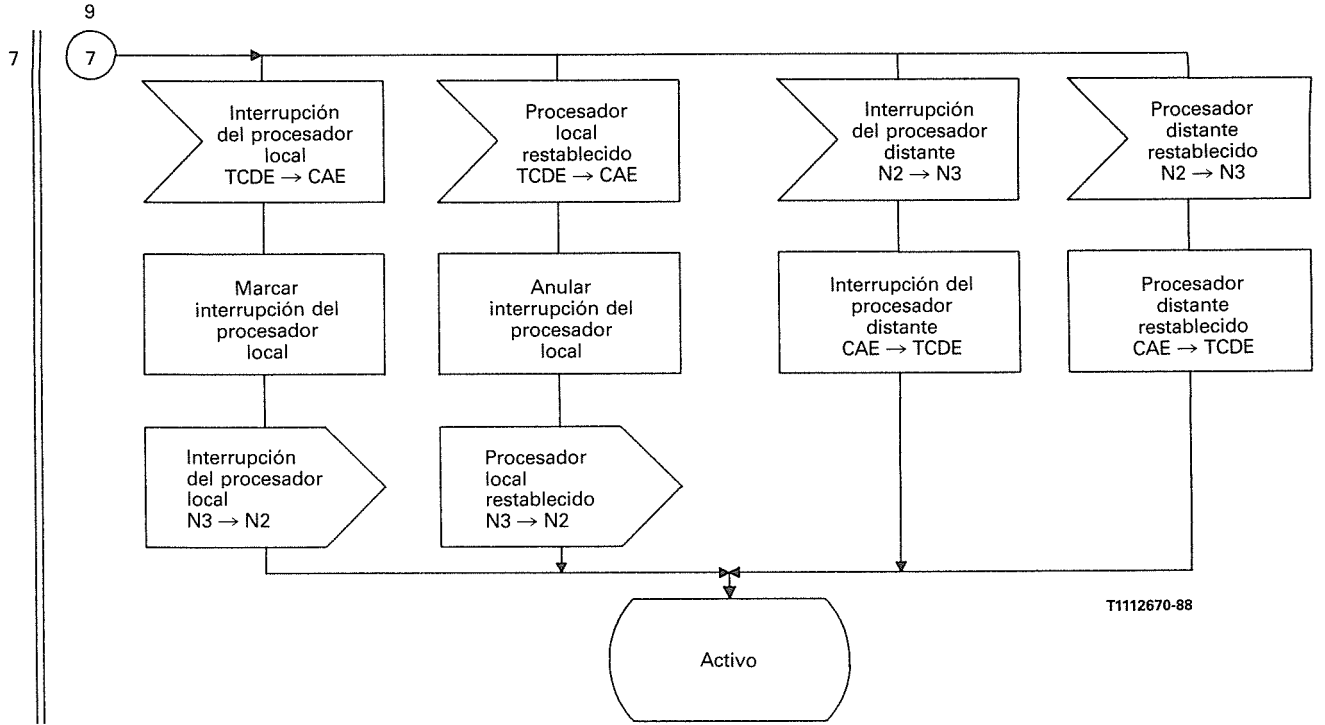 9
7
7
Interrupción
del procesador
local
TCDE → CAE
Procesador
local
restablecido
TCDE → CAE
Interrupción
del procesador
distante
N2 → N3
Procesador
distante
restablecido
N2 → N3
Marcar
interrupción del
procesador
local
Anular
interrupción del
procesador
local
Interrupción del
procesador
distante
CAE → TCDE
Procesador
distante
restablecido
CAE → TCDE
Interrupción
del procesador
local
N3 → N2
Procesador
local
restablecido
N3 → N2
T1112670-88
Activo